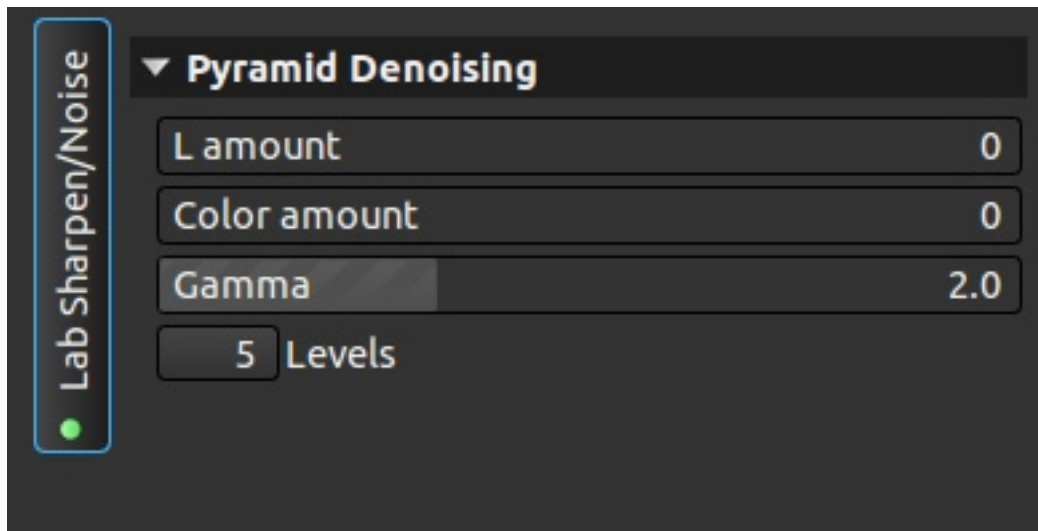 Lab Sharpen/Noise
Pyramid Denoising
L amount 0
Color amount 0
Gamma 2.0
5 Levels